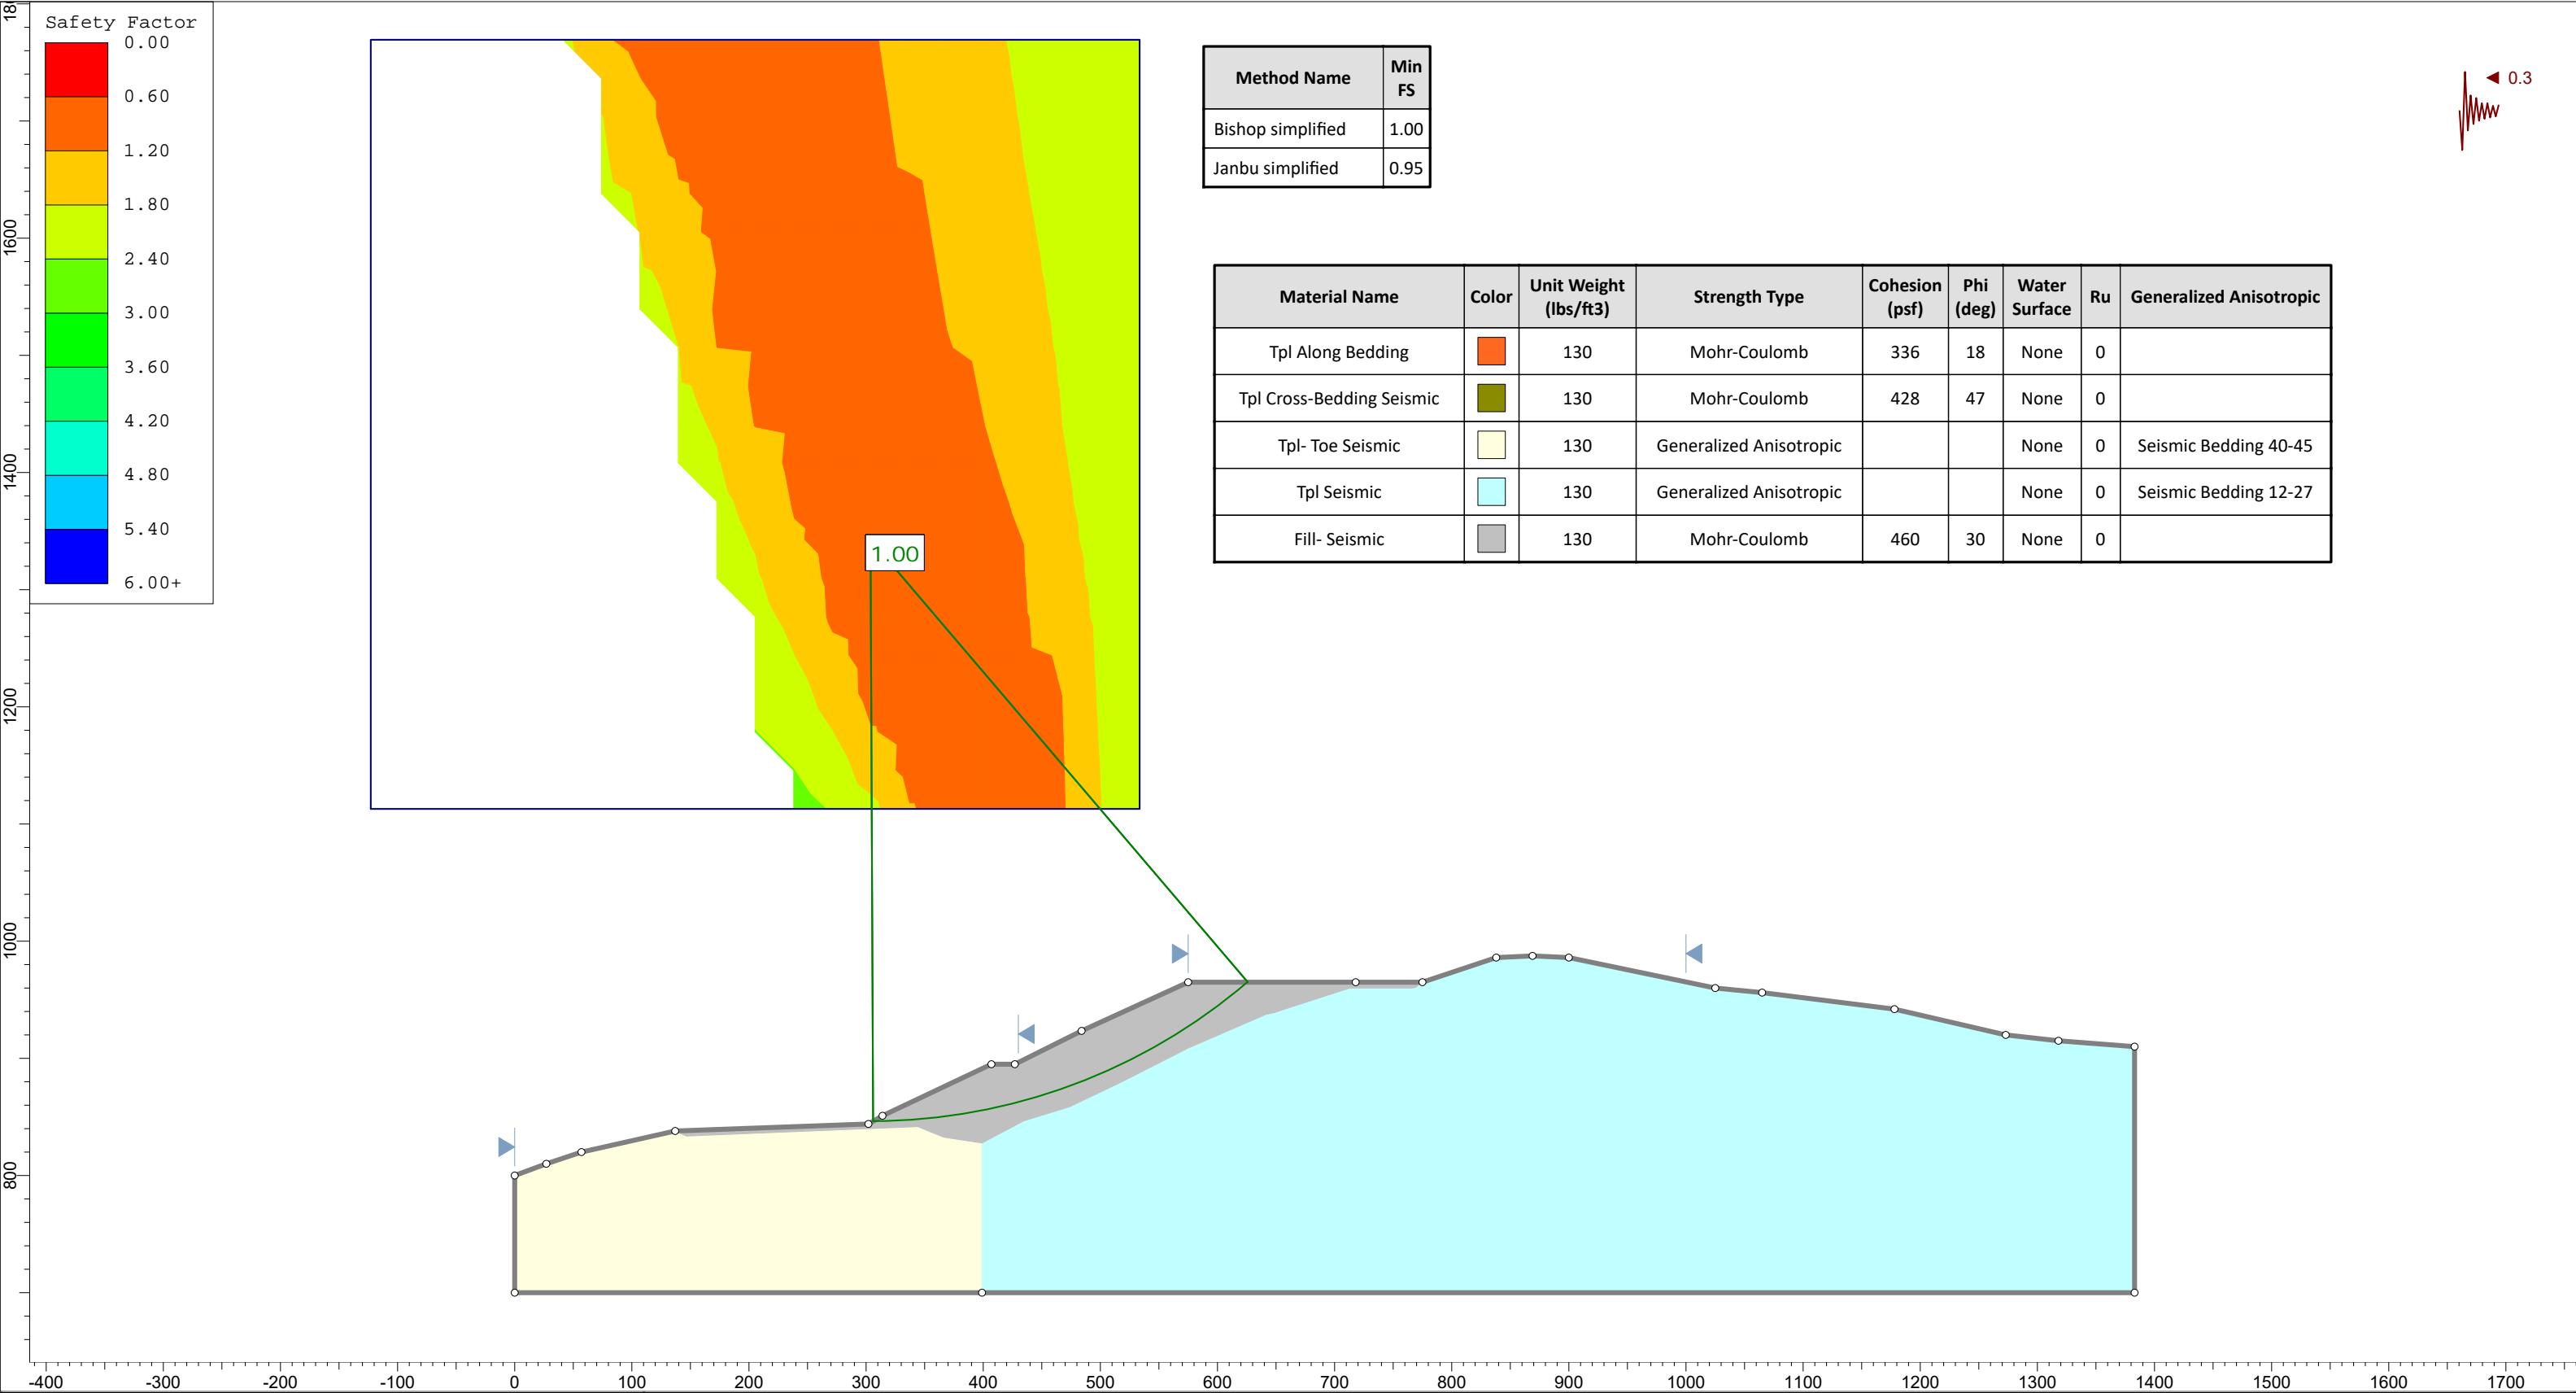 Safety Factor
0.00
0.60
1.20
1.80
2.40
3.00
3.60
4.20
4.80
5.40
6.00+
Method Name Min FS
Bishop simplified 1.00
Janbu simplified 0.95
0.3
Material Name Color Unit Weight (lbs/ft3) Strength Type Cohesion (psf) Phi (deg) Water Surface Ru Generalized Anisotropic
Tpl Along Bedding 130 Mohr-Coulomb 336 18 None 0
Tpl Cross-Bedding Seismic 130 Mohr-Coulomb 428 47 None 0
Tpl- Toe Seismic 130 Generalized Anisotropic None 0 Seismic Bedding 40-45
Tpl Seismic 130 Generalized Anisotropic None 0 Seismic Bedding 12-27
Fill- Seismic 130 Mohr-Coulomb 460 30 None 0
1.00
1600
1400
1200
1000
800
-400 -300 -200 -100 0 100 200 300 400 500 600 700 800 900 1000 1100 1200 1300 1400 1500 1600 1700